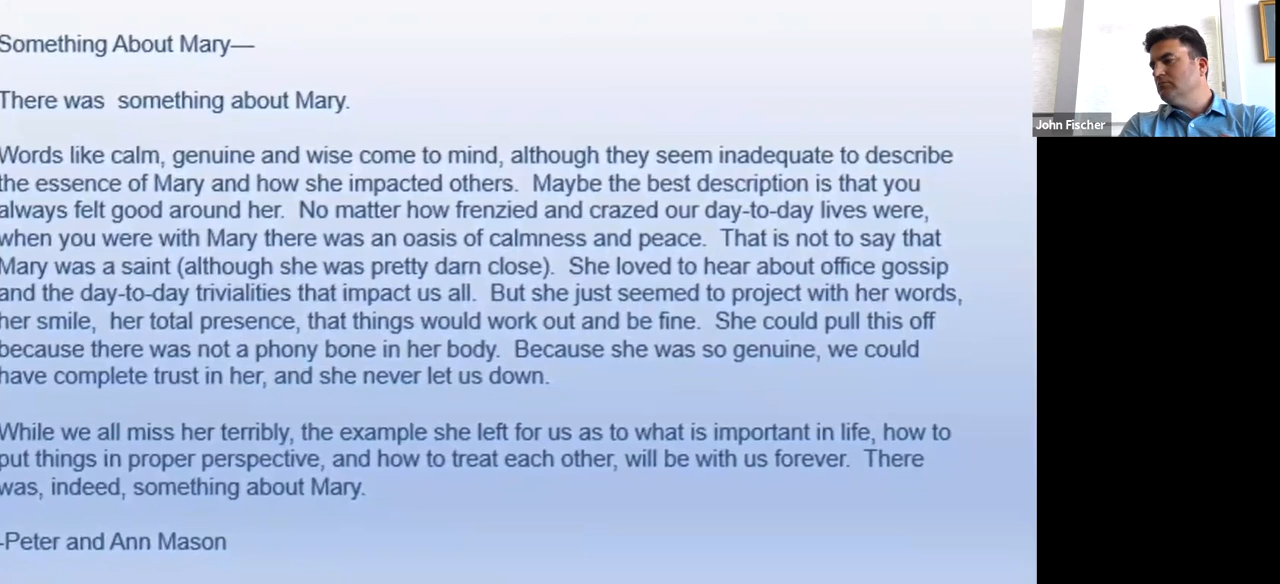 Something About Mary—
There was  something about Mary.
Words like calm, genuine and wise come to mind, although they seem inadequate to describe
the essence of Mary and how she impacted others.  Maybe the best description is that you
always felt good around her.  No matter how frenzied and crazed our day-to-day lives were,
when you were with Mary there was an oasis of calmness and peace.  That is not to say that
Mary was a saint (although she was pretty darn close).  She loved to hear about office gossip
and the day-to-day trivialities that impact us all.  But she just seemed to project with her words,
her smile,  her total presence, that things would work out and be fine.  She could pull this off
because there was not a phony bone in her body.  Because she was so genuine, we could
have complete trust in her, and she never let us down.
While we all miss her terribly, the example she left for us as to what is important in life, how to
put things in proper perspective, and how to treat each other, will be with us forever.  There
was, indeed, something about Mary.
-Peter and Ann Mason
John Fischer